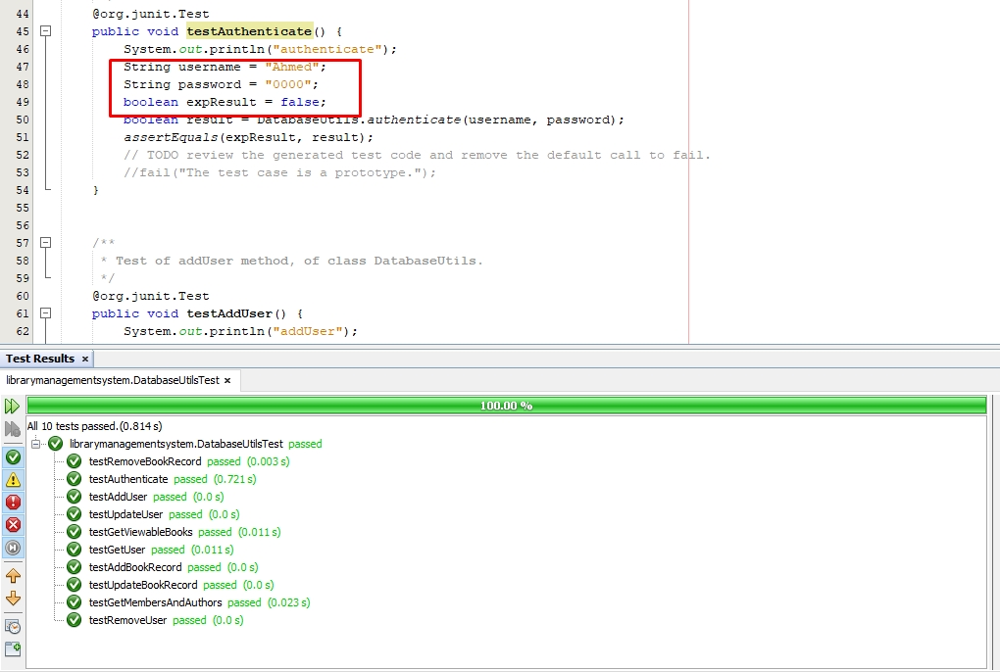 44 @org.junit.Test
45 public void testAuthenticate() {
46 System.out.println("authenticate");
47 String username = "Ahmed";
48 String password = "0000";
49 boolean expResult = false;
50 boolean result = DatabaseUtils.authenticate(username, password);
51 assertEquals(expResult, result);
52 // TODO review the generated test code and remove the default call to fail.
53 //fail("The test case is a prototype.");
54 }
55
56
57 /**
58 * Test of addUser method, of class DatabaseUtils.
59 */
60 @org.junit.Test
61 public void testAddUser() {
62 System.out.println("addUser");
Test Results ×
librarymanagementsystem.DatabaseUtilsTest ×
100.00 %
All 10 tests passed.(0.814 s)
librarymanagementsystem.DatabaseUtilsTest passed
testRemoveBookRecord passed (0.003 s)
testAuthenticate passed (0.721 s)
testAddUser passed (0.0 s)
testUpdateUser passed (0.0 s)
testGetViewableBooks passed (0.011 s)
testGetUser passed (0.011 s)
testAddBookRecord passed (0.0 s)
testUpdateBookRecord passed (0.0 s)
testGetMembersAndAuthors passed (0.023 s)
testRemoveUser passed (0.0 s)